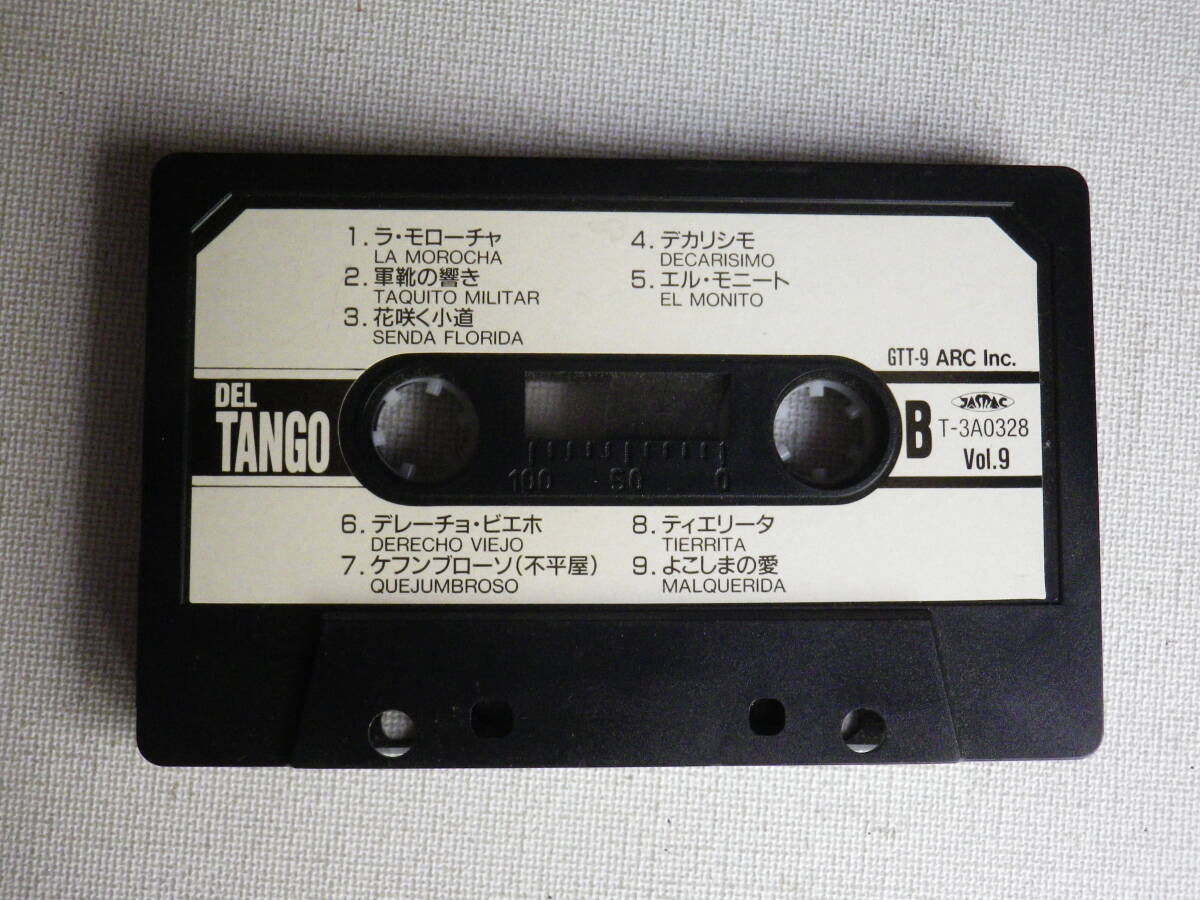 1. ラ・モローチャ
LA MOROCHA
2. 軍靴の響き
TAQUITO MILITAR
3. 花咲く小道
SENDA FLORIDA
4. デカリシモ
DECARISIMO
5. エル・モニート
EL MONITO
GTT-9 ARC Inc.
DEL
TANGO
100 50 0
B
JASRAC
T-3A0328
Vol.9
6. デレーチョ・ビエホ
DERECHO VIEJO
7. ケフンブローソ(不平屋)
QUEJUMBROSO
8. ティエリータ
TIERRITA
9. よこしまの愛
MALQUERIDA